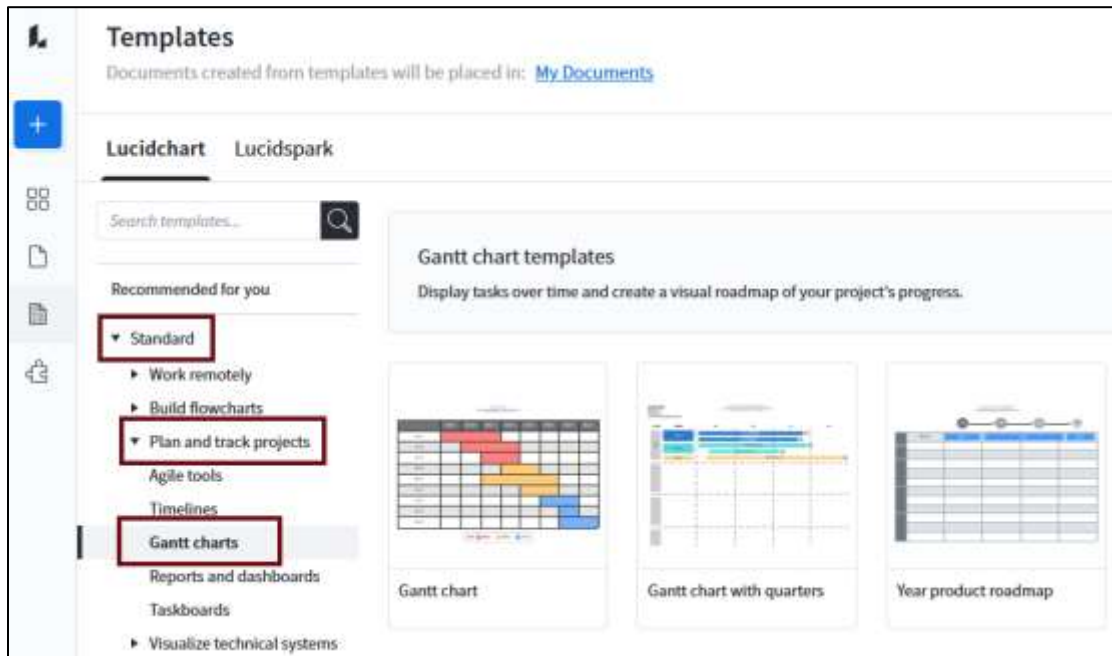 Templates
Documents created from templates will be placed in: My Documents
Lucidchart Lucidspark
Search templates...
Recommended for you
Standard
Work remotely
Build flowcharts
Plan and track projects
Agile tools
Timelines
Gantt charts
Reports and dashboards
Taskboards
Visualize technical systems
Gantt chart templates
Display tasks over time and create a visual roadmap of your project's progress.
Gantt chart
Gantt chart with quarters
Year product roadmap